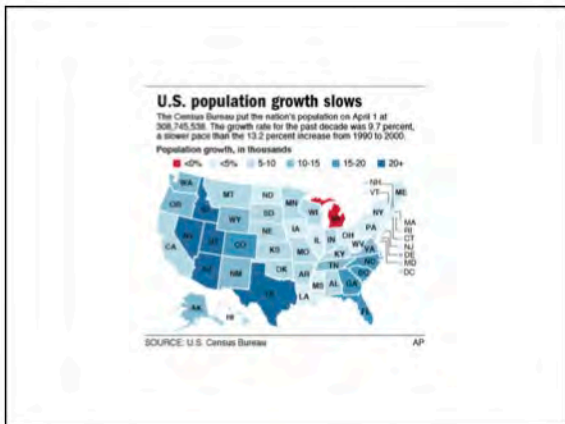 U.S. population growth slows
The Census Bureau put the nation's population on April 1 at
308,745,538. The growth rate for the past decade was 9.7 percent,
a slower pace than the 13.2 percent increase from 1990 to 2000.
Population growth, in thousands
<0% <5% 5-10 10-15 15-20 20+
WA MT ND MN NH VT ME
OR ID WY SD WI MI NY
MA
RI
CT
NJ
DE
MD
DC
NV UT CO NE IA IL IN OH PA
CA KS MO KY WV VA
AZ NM OK AR TN NC
TX LA MS AL GA SC
AK HI FL
SOURCE: U.S. Census Bureau AP